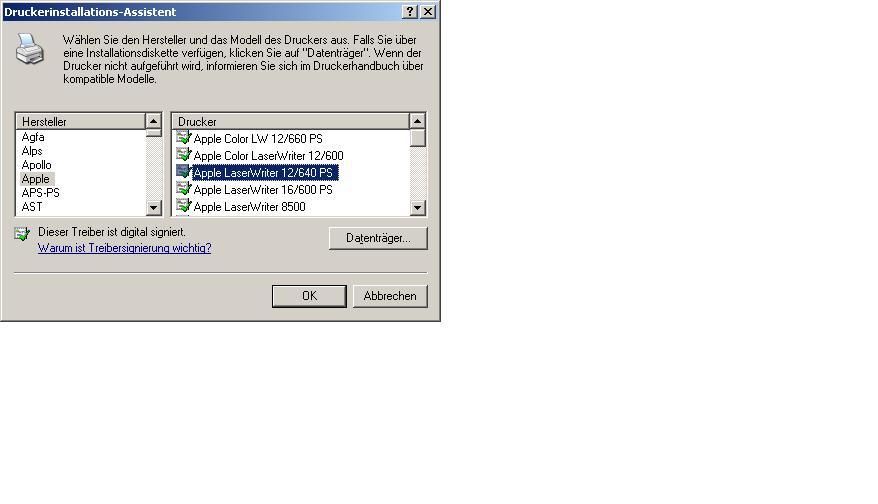 Druckerinstallations-Assistent
Wählen Sie den Hersteller und das Modell des Druckers aus. Falls Sie über
eine Installationsdiskette verfügen, klicken Sie auf "Datenträger". Wenn der
Drucker nicht aufgeführt wird, informieren Sie sich im Druckerhandbuch über
kompatible Modelle.
Hersteller
Agfa
Alps
Apollo
Apple
APS-PS
AST
Drucker
Apple Color LW 12/660 PS
Apple Color LaserWriter 12/600
Apple LaserWriter 12/640 PS
Apple LaserWriter 16/600 PS
Apple LaserWriter 8500
Dieser Treiber ist digital signiert.
Warum ist Treibersignierung wichtig?
Datenträger...
OK
Abbrechen